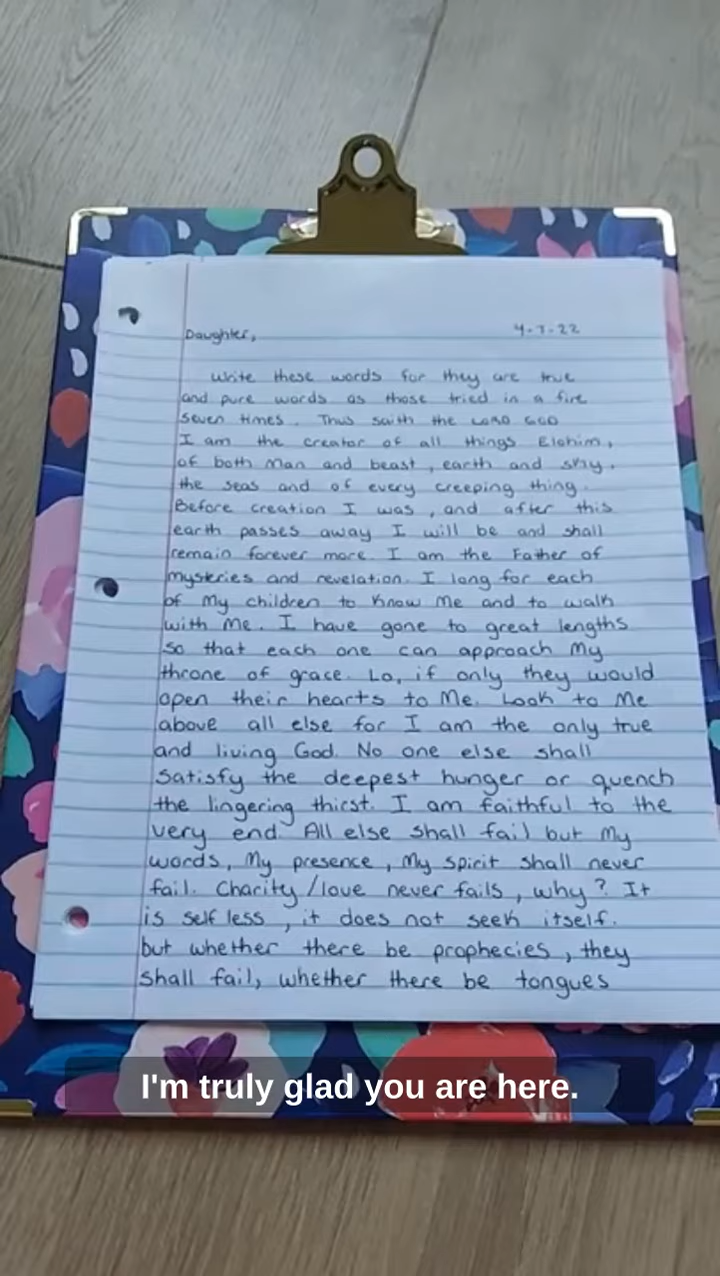 Daughter, 4-7-22
Write these words for they are true
and pure words as those tried in a fire
seven times. Thus saith the LORD GOD
I am the creator of all things Elohim,
of both Man and beast, earth and sky,
the seas and of every creeping thing.
Before creation I was, and after this
earth passes away I will be and shall
remain forever more. I am the Father of
mysteries and revelation. I long for each
of My children to Know Me and to walk
with Me. I have gone to great lengths
so that each one can approach My
throne of grace. Lo, if only they would
open their hearts to Me. Look to Me
above all else for I am the only true
and living God. No one else shall
satisfy the deepest hunger or quench
the lingering thirst. I am faithful to the
very end. All else shall fail but My
words, My presence, My spirit shall never
fail. Charity/love never fails, why? It
is self less, it does not seek itself.
but whether there be prophecies, they
shall fail, whether there be tongues
I'm truly glad you are here.